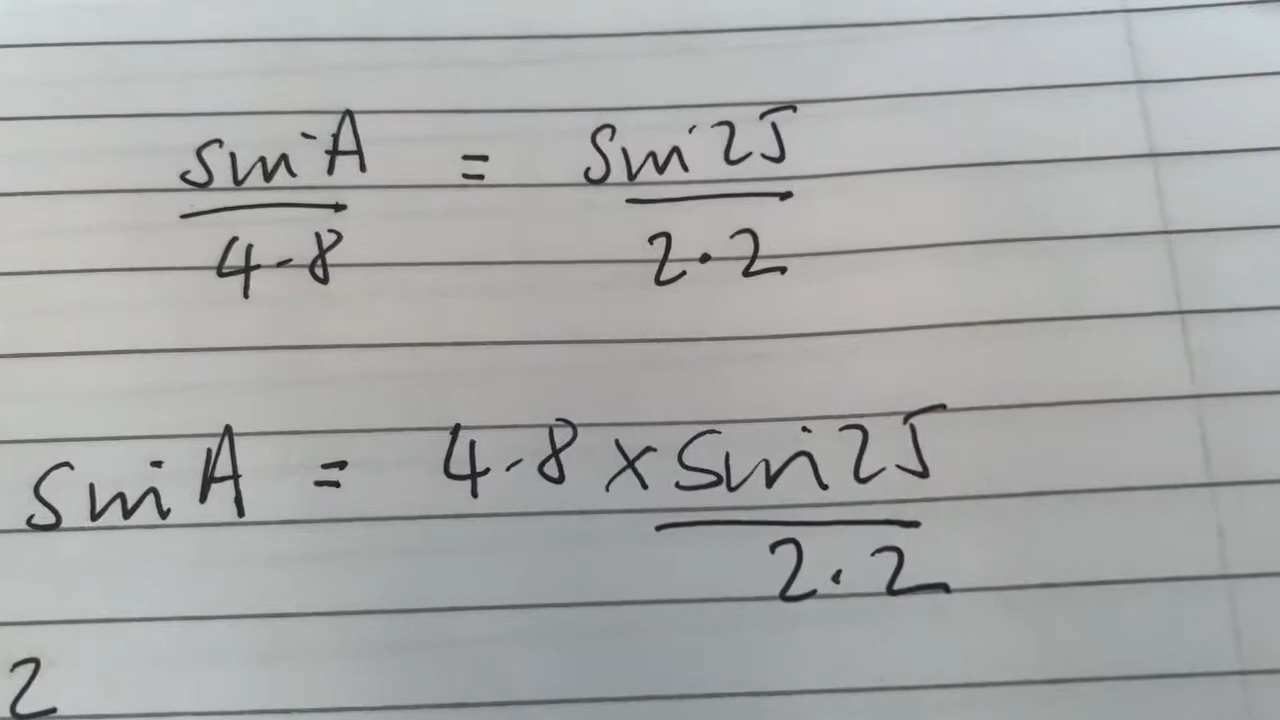 sin A = sin 25
4.8 2.2
sin A = 4.8 × sin 25
2.2
2